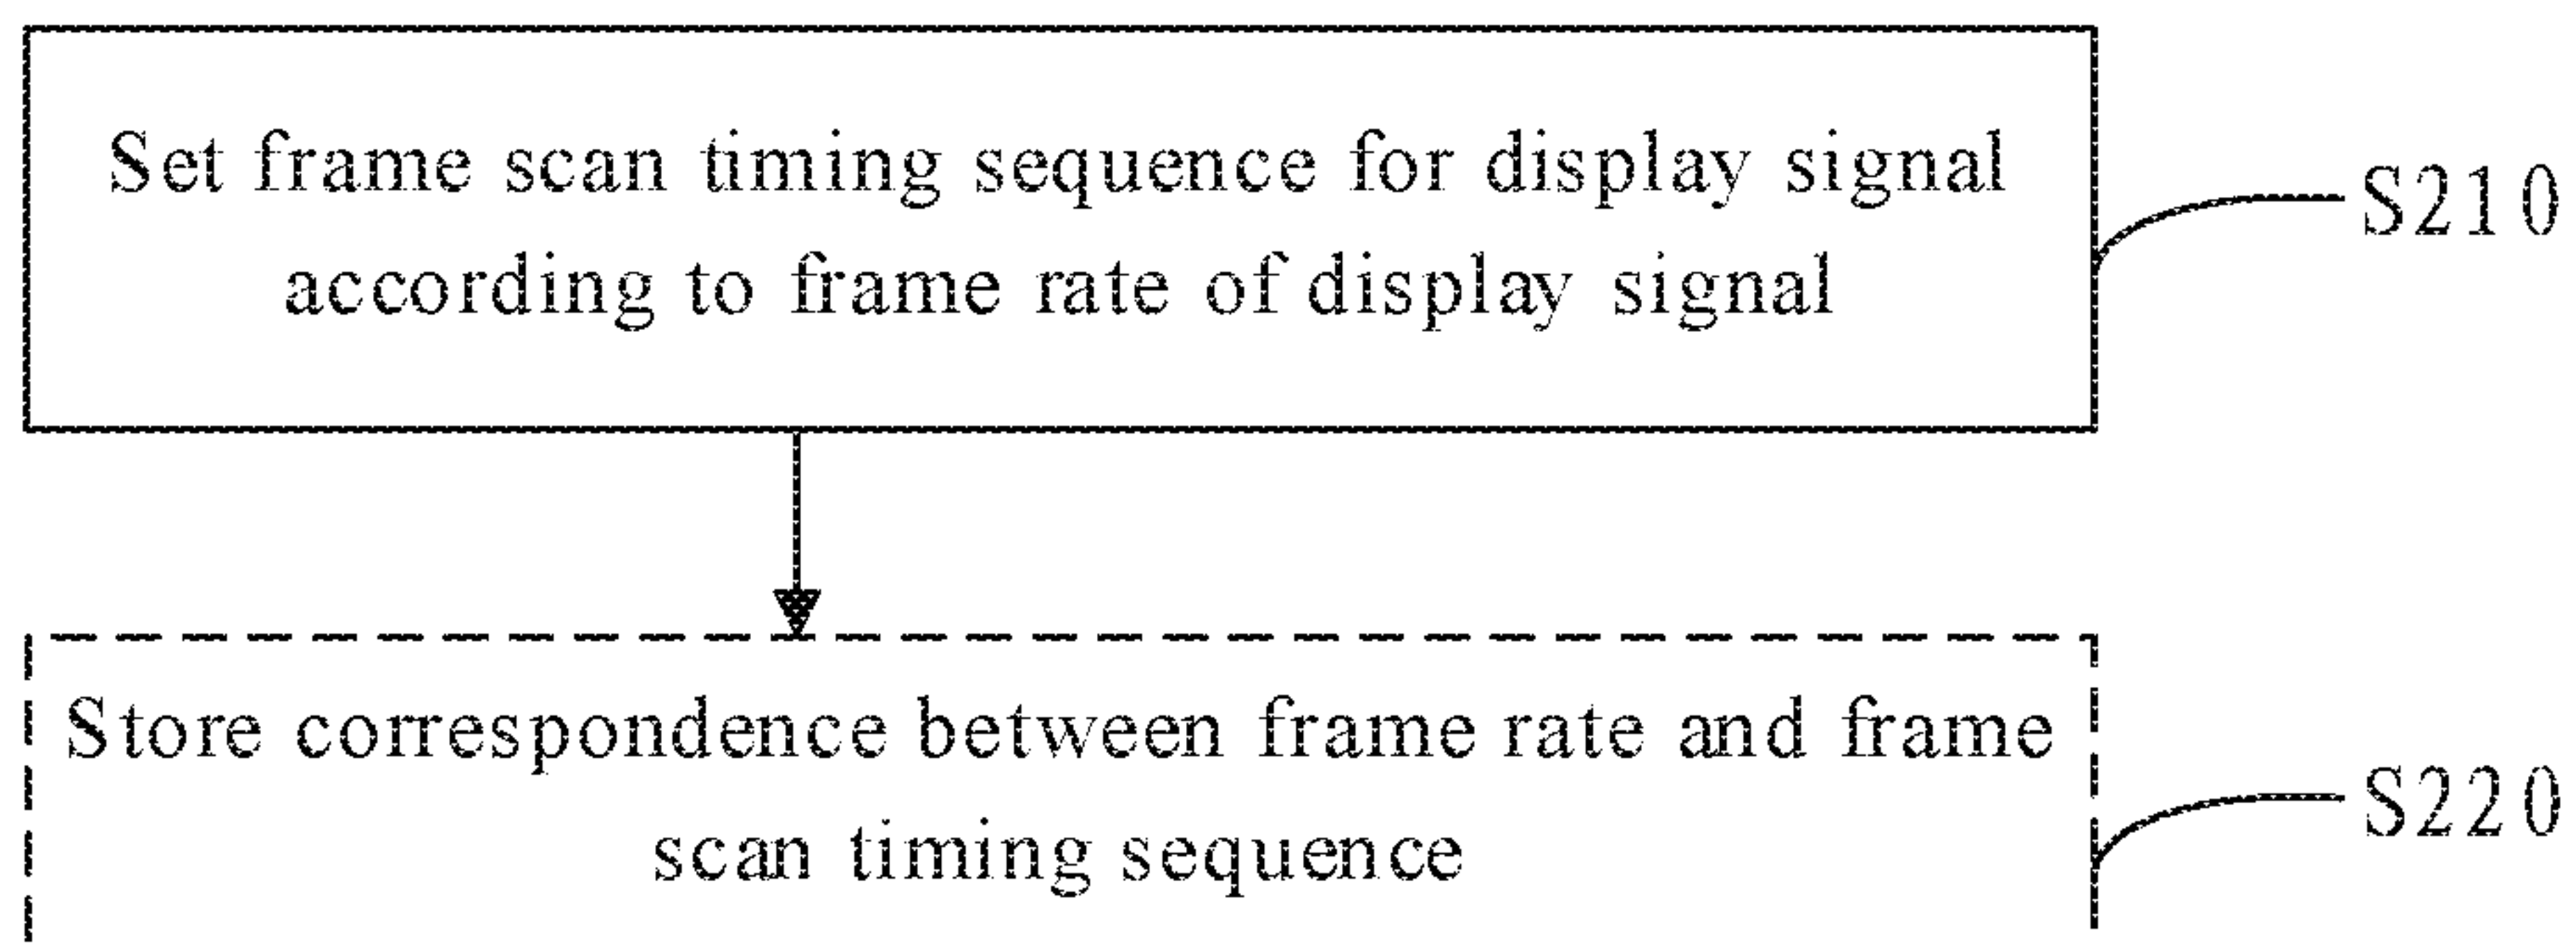 Set frame scan timing sequence for display signal
according to frame rate of display signal
S210
Store correspondence between frame rate and frame
scan timing sequence
S220